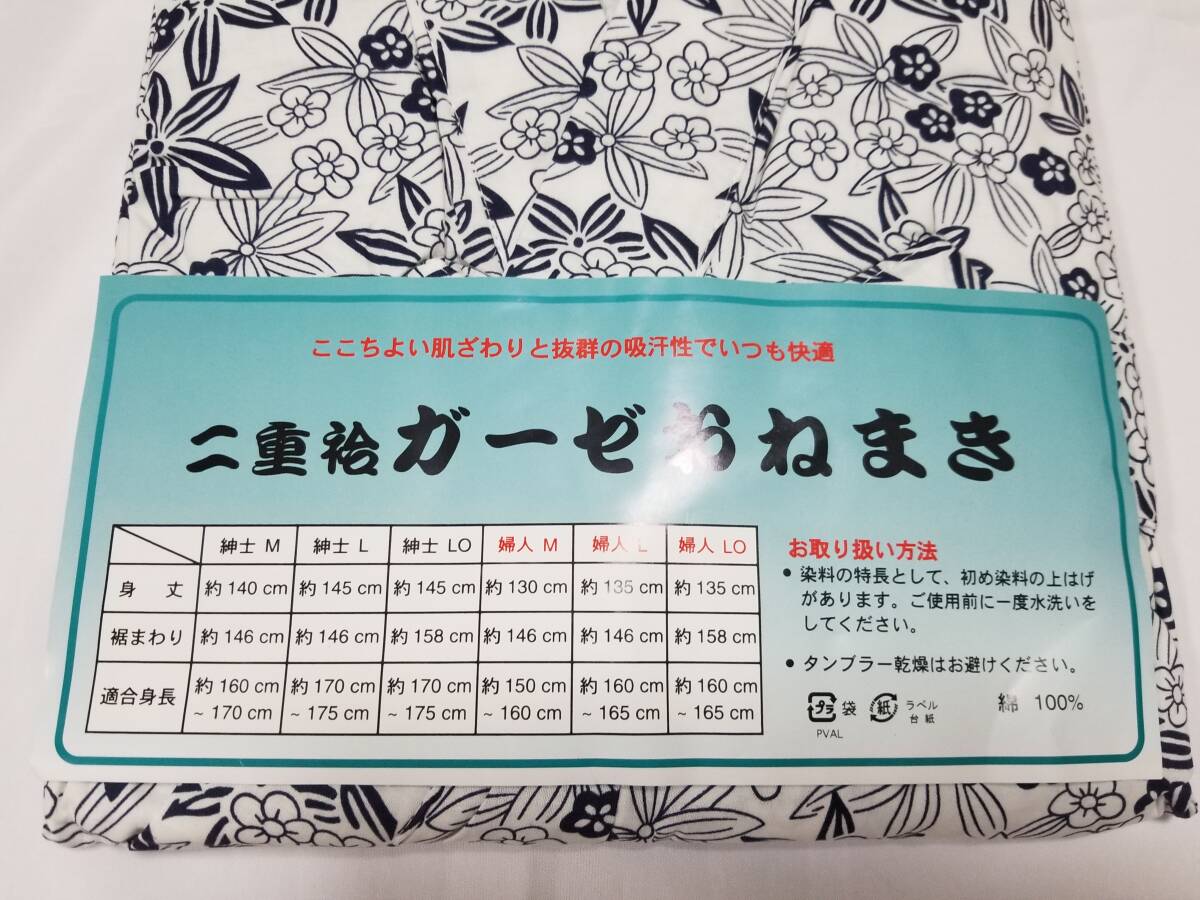 ここちよい肌ざわりと抜群の吸汗性でいつも快適
二重袷ガーゼおねまき
紳士 M 紳士 L 紳士 LO 婦人 M 婦人 L 婦人 LO
身 丈 約 140 cm 約 145 cm 約 145 cm 約 130 cm 約 135 cm 約 135 cm
裾まわり 約 146 cm 約 146 cm 約 158 cm 約 146 cm 約 146 cm 約 158 cm
適合身長 約 160 cm 約 170 cm 約 170 cm 約 150 cm 約 160 cm 約 160 cm
~ 170 cm ~ 175 cm ~ 175 cm ~ 160 cm ~ 165 cm ~ 165 cm
お取り扱い方法
• 染料の特長として、初め染料の上はげ
があります。ご使用前に一度水洗いを
してください。
• タンブラー乾燥はお避けください。
プラ 袋 紙 ラベル
台紙
PVAL
綿 100%